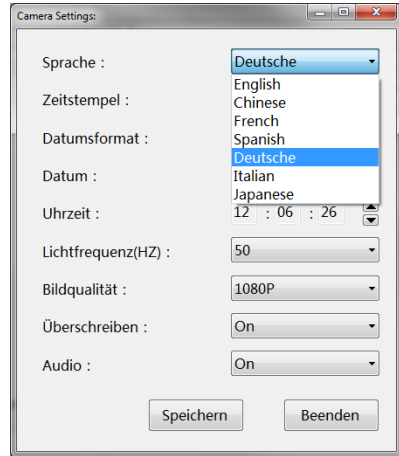 Camera Settings:
Sprache : Deutsche
English
Zeitstempel :
Chinese
French
Datumsformat : Spanish
Deutsche
Datum : Italian
Japanese
Uhrzeit : 12 : 06 : 26
Lichtfrequenz(HZ) : 50
Bildqualität : 1080P
Überschreiben : On
Audio : On
Speichern Beenden